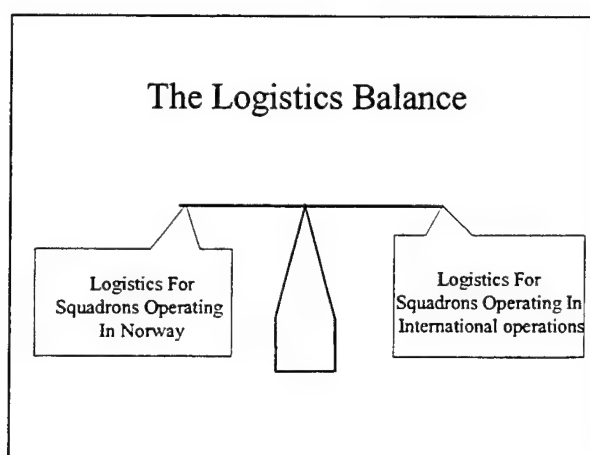 The Logistics Balance
Logistics For
Squadrons Operating
In Norway
Logistics For
Squadrons Operating In
International operations